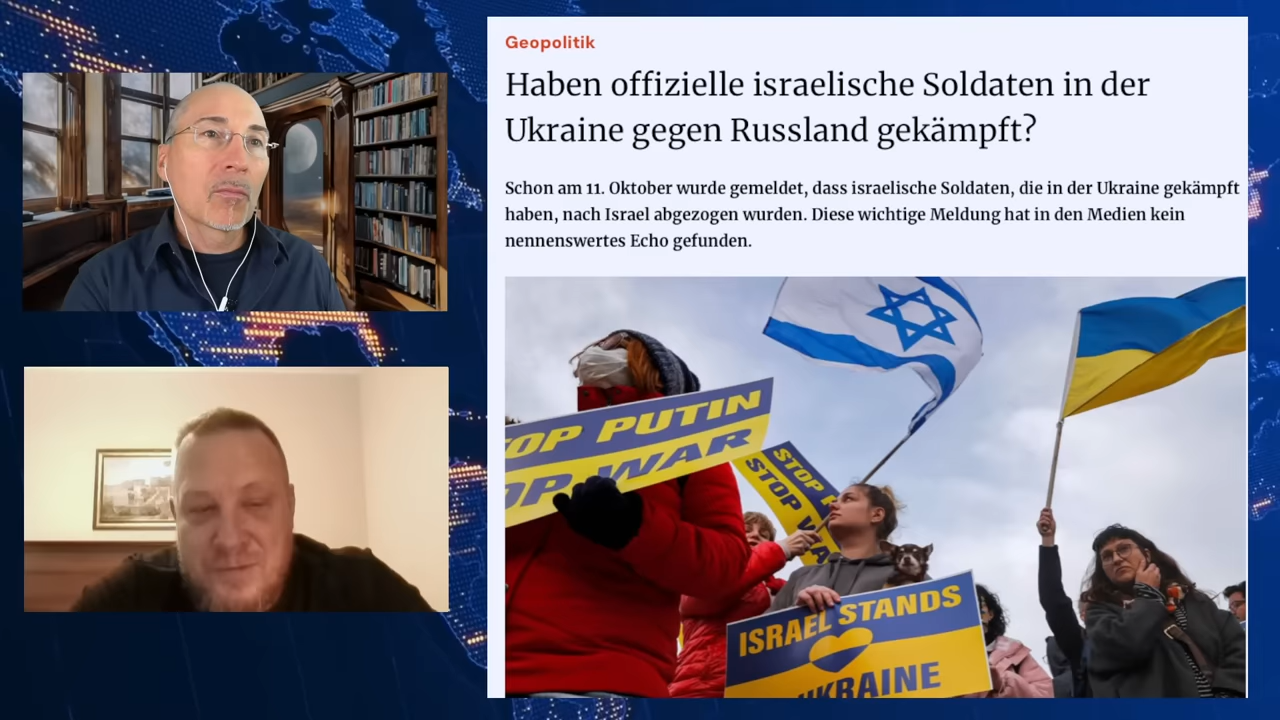 Geopolitik
Haben offizielle israelische Soldaten in der
Ukraine gegen Russland gekämpft?
Schon am 11. Oktober wurde gemeldet, dass israelische Soldaten, die in der Ukraine gekämpft
haben, nach Israel abgezogen wurden. Diese wichtige Meldung hat in den Medien kein
nennenswertes Echo gefunden.
TOP PUTIN
OP WAR
STOP
STOP
ISRAEL STANDS
UKRAINE